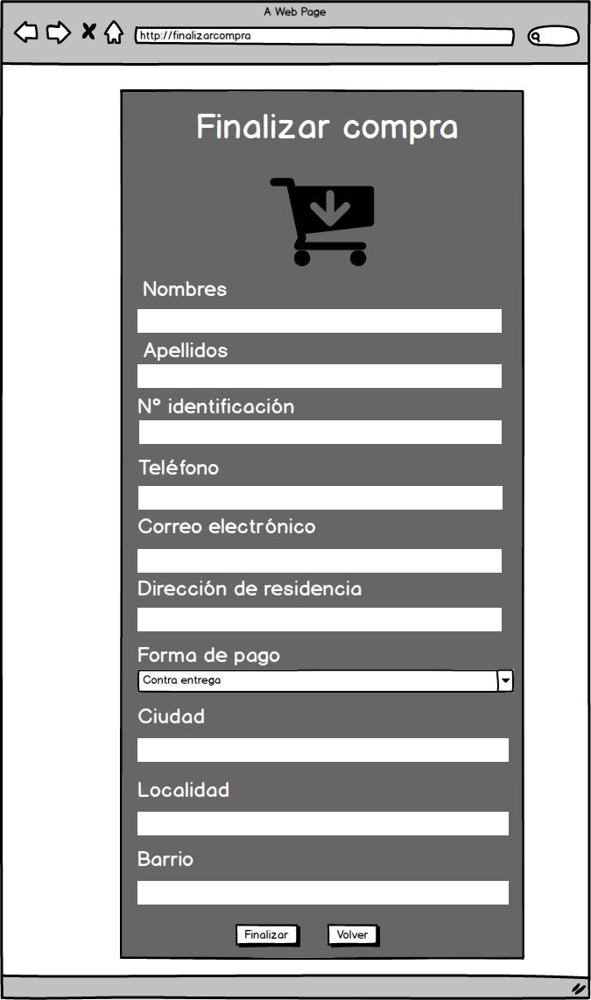 A Web Page
http://finalizarcompra
Finalizar compra
Nombres
Apellidos
N° identificación
Teléfono
Correo electrónico
Dirección de residencia
Forma de pago
Contra entrega
Ciudad
Localidad
Barrio
Finalizar Volver